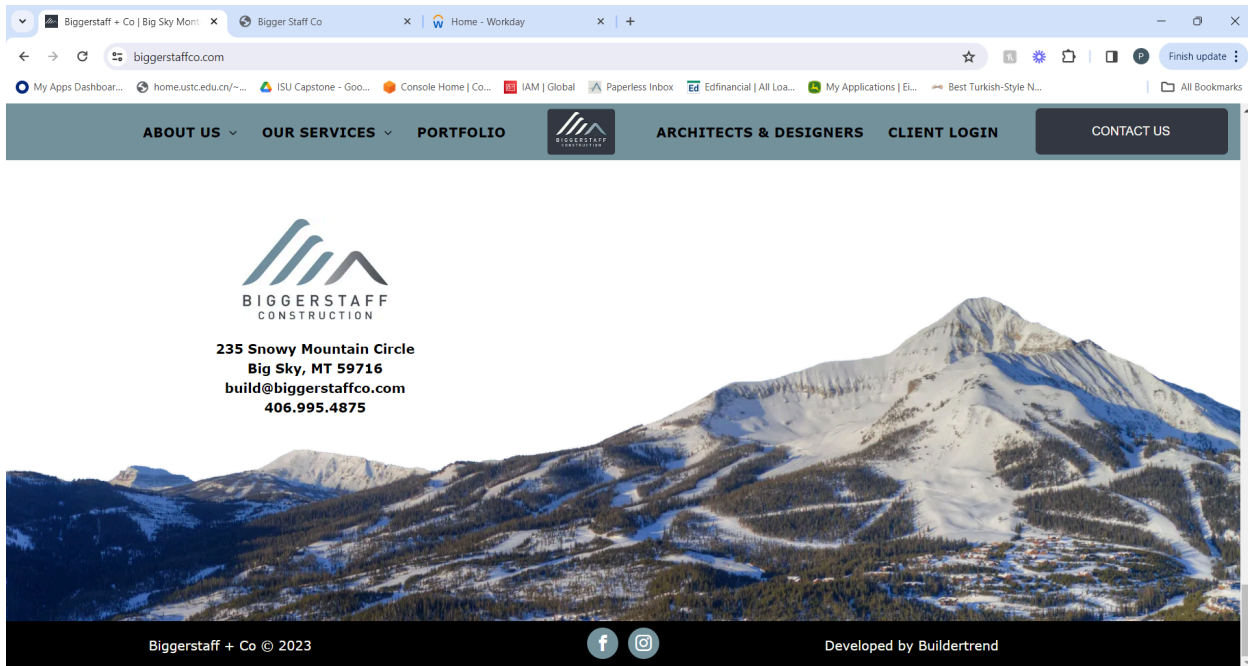 Biggerstaff + Co | Big Sky Mont
Bigger Staff Co
Home - Workday
biggerstaffco.com
Finish update
My Apps Dashboar...
home.ustc.edu.cn/~...
ISU Capstone - Goo...
Console Home | Co...
IAM | Global
Paperless Inbox
Ed
Edfinancial | All Loa...
My Applications | Ei...
Best Turkish-Style N...
All Bookmarks
ABOUT US
OUR SERVICES
PORTFOLIO
BIGGERSTAFF
CONSTRUCTION
ARCHITECTS & DESIGNERS
CLIENT LOGIN
CONTACT US
BIGGERSTAFF
CONSTRUCTION
235 Snowy Mountain Circle
Big Sky, MT 59716
build@biggerstaffco.com
406.995.4875
Biggerstaff + Co © 2023
Developed by Buildertrend